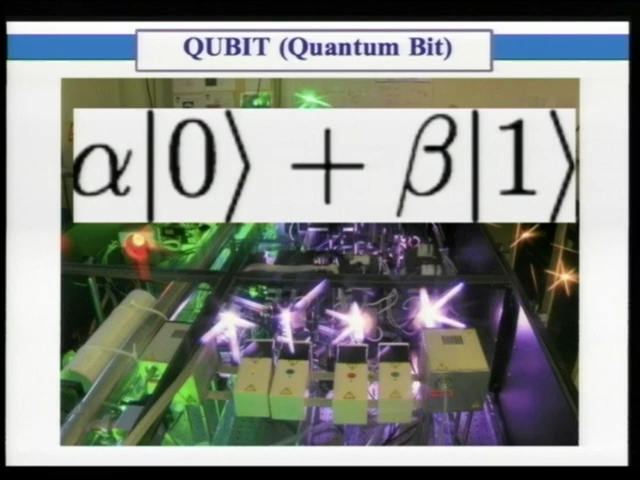 QUBIT (Quantum Bit)
α|0⟩ + β|1⟩